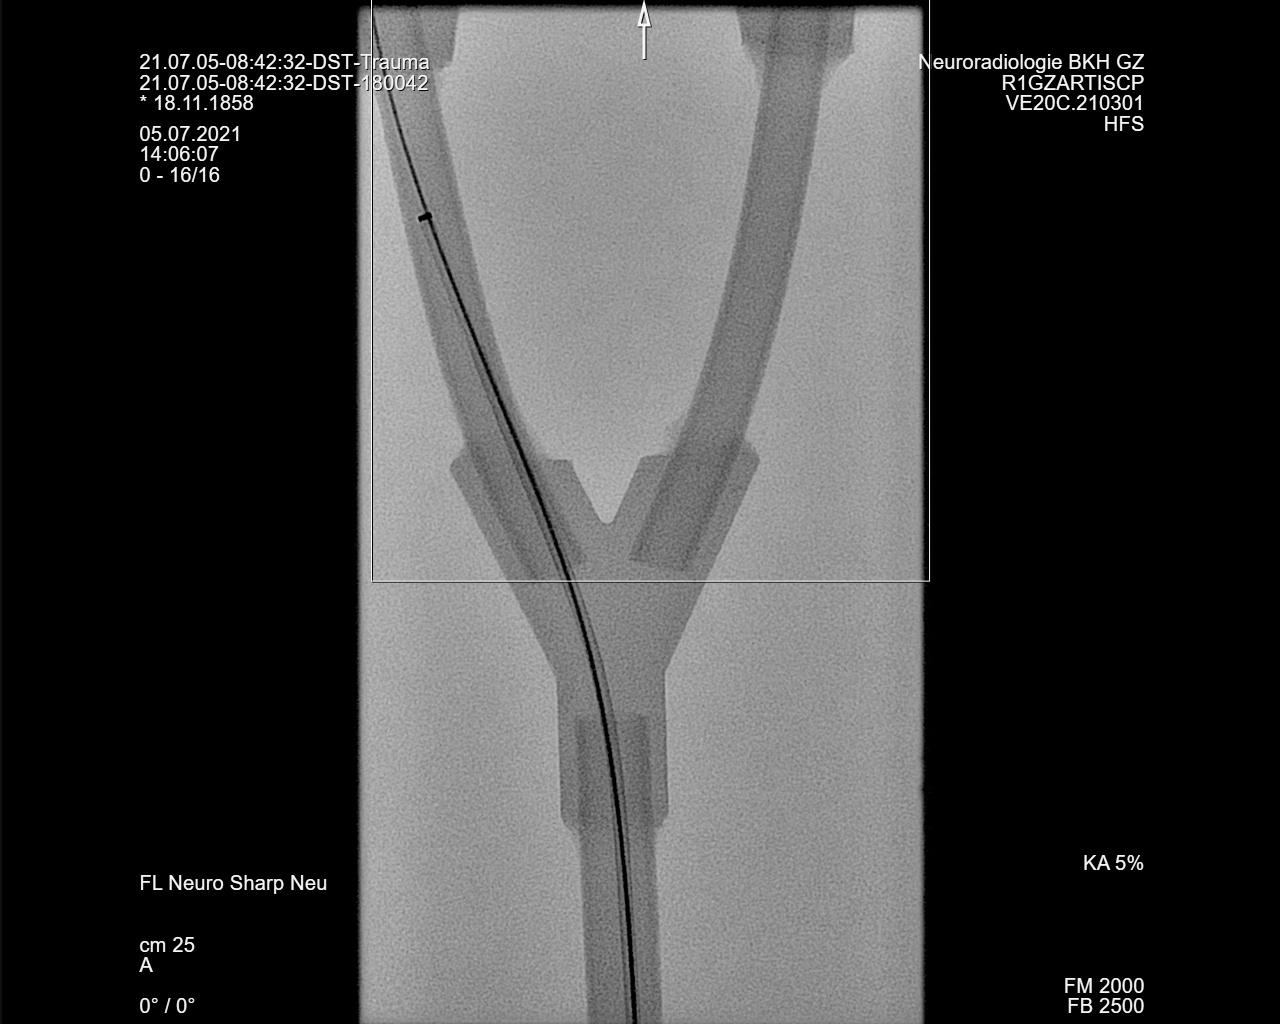 21.07.05-08:42:32-DST-Trauma
21.07.05-08:42:32-DST-180042
* 18.11.1858
05.07.2021
14:06:07
0 - 16/16
Neuroradiologie BKH GZ
R1GZARTISCP
VE20C.210301
HFS
FL Neuro Sharp Neu
cm 25
A
0° / 0°
KA 5%
FM 2000
FB 2500